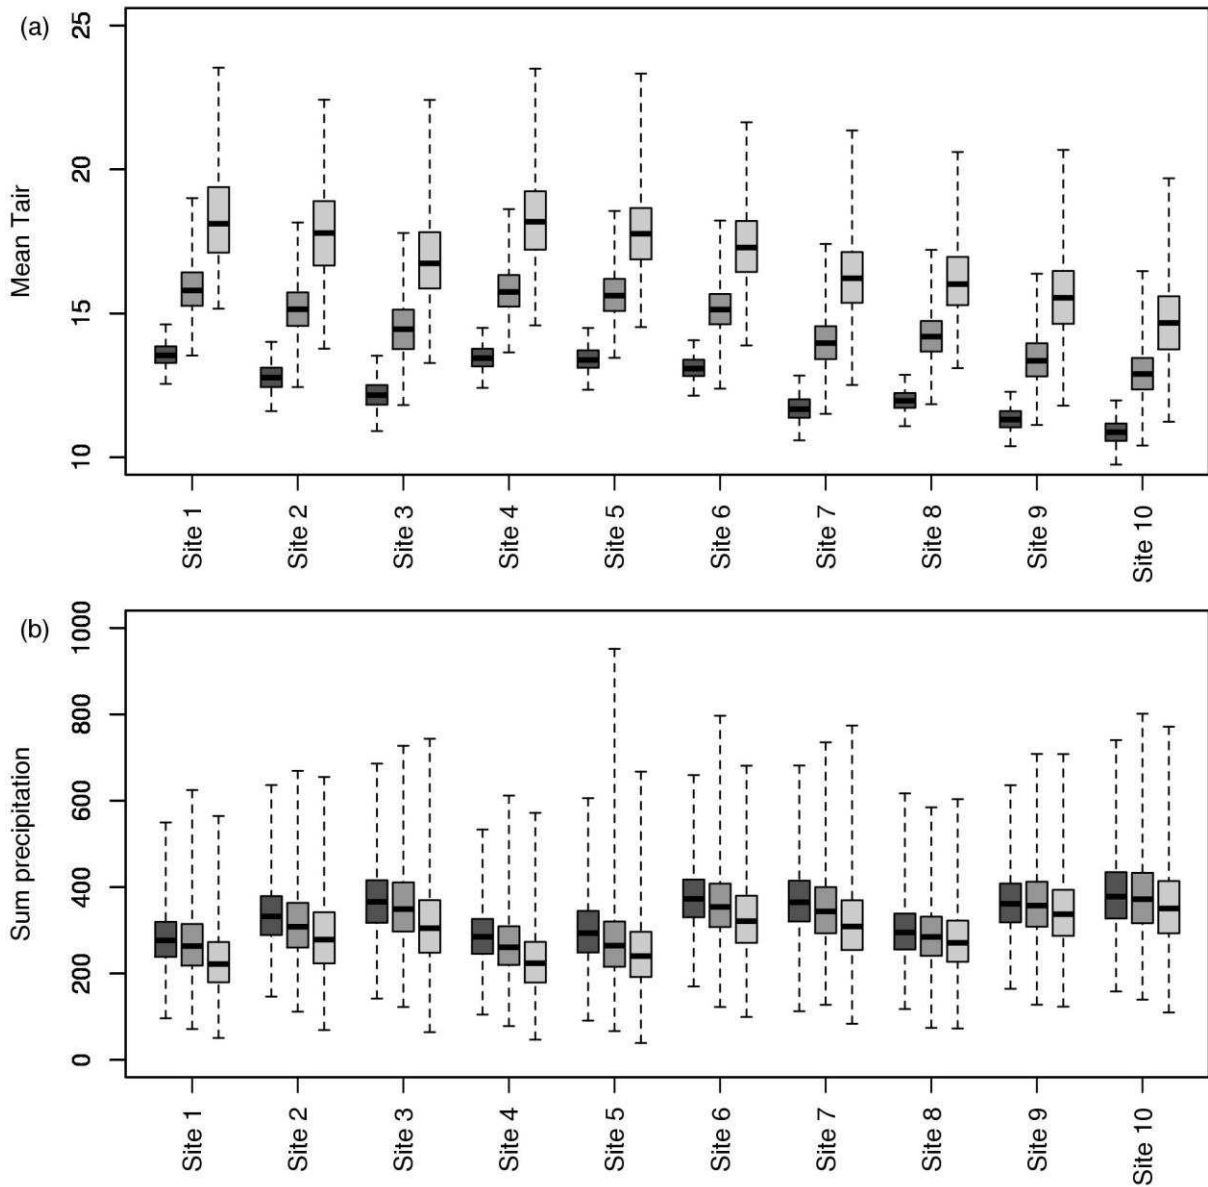 (a)
Mean Tair
25
20
15
10
Site 1
Site 2
Site 3
Site 4
Site 5
Site 6
Site 7
Site 8
Site 9
Site 10
(b)
Sum precipitation
1000
800
600
400
200
0
Site 1
Site 2
Site 3
Site 4
Site 5
Site 6
Site 7
Site 8
Site 9
Site 10